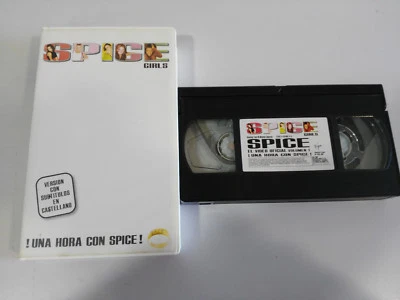 SPICE
GIRLS
VERSION
CON
SUBTITULOS
EN
CASTELLANO
!UNA HORA CON SPICE!
SPICE
GIRLS
SPICE
EL VIDEO OFICIAL VOLUMEN 1
!UNA HORA CON SPICE!